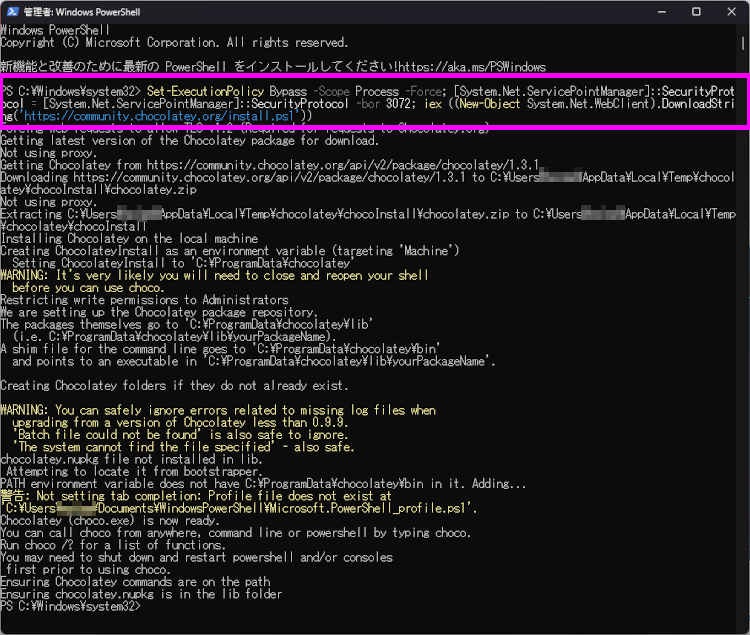 管理者: Windows PowerShell
Windows PowerShell
Copyright (C) Microsoft Corporation. All rights reserved.
新機能と改善のために最新の PowerShell をインストールしてください!https://aka.ms/PSWindows
PS C:¥Windows¥system32> Set-ExecutionPolicy Bypass -Scope Process -Force; [System.Net.ServicePointManager]::SecurityProt
ocol = [System.Net.ServicePointManager]::SecurityProtocol -bor 3072; iex ((New-Object System.Net.WebClient).DownloadStri
ng('https://community.chocolatey.org/install.ps1'))
Forcing web requests to allow TLS v1.2 (Required for requests to Chocolatey.org)
Getting latest version of the Chocolatey package for download.
Not using proxy.
Getting Chocolatey from https://community.chocolatey.org/api/v2/package/chocolatey/1.3.1.
Downloading https://community.chocolatey.org/api/v2/package/chocolatey/1.3.1 to C:¥Users AppData¥Local¥Temp¥chocol
atey¥chocoInstall¥chocolatey.zip
Not using proxy.
Extracting C:¥Users AppData¥Local¥Temp¥chocolatey¥chocoInstall¥chocolatey.zip to C:¥Users AppData¥Local¥Temp
¥chocolatey¥chocoInstall
Installing Chocolatey on the local machine
Creating ChocolateyInstall as an environment variable (targeting 'Machine')
Setting ChocolateyInstall to 'C:¥ProgramData¥chocolatey'
WARNING: It's very likely you will need to close and reopen your shell
before you can use choco.
Restricting write permissions to Administrators
We are setting up the Chocolatey package repository.
The packages themselves go to 'C:¥ProgramData¥chocolatey¥lib'
(i.e. C:¥ProgramData¥chocolatey¥lib¥yourPackageName).
A shim file for the command line goes to 'C:¥ProgramData¥chocolatey¥bin'
and points to an executable in 'C:¥ProgramData¥chocolatey¥lib¥yourPackageName'.
Creating Chocolatey folders if they do not already exist.
WARNING: You can safely ignore errors related to missing log files when
upgrading from a version of Chocolatey less than 0.9.9.
'Batch file could not be found' is also safe to ignore.
'The system cannot find the file specified' - also safe.
chocolatey.nupkg file not installed in lib.
Attempting to locate it from bootstrapper.
PATH environment variable does not have C:¥ProgramData¥chocolatey¥bin in it. Adding...
警告: Not setting tab completion: Profile file does not exist at
'C:¥Users ¥Documents¥WindowsPowerShell¥Microsoft.PowerShell_profile.ps1'.
Chocolatey (choco.exe) is now ready.
You can call choco from anywhere, command line or powershell by typing choco.
Run choco /? for a list of functions.
You may need to shut down and restart powershell and/or consoles
first prior to using choco.
Ensuring Chocolatey commands are on the path
Ensuring chocolatey.nupkg is in the lib folder
PS C:¥Windows¥system32>